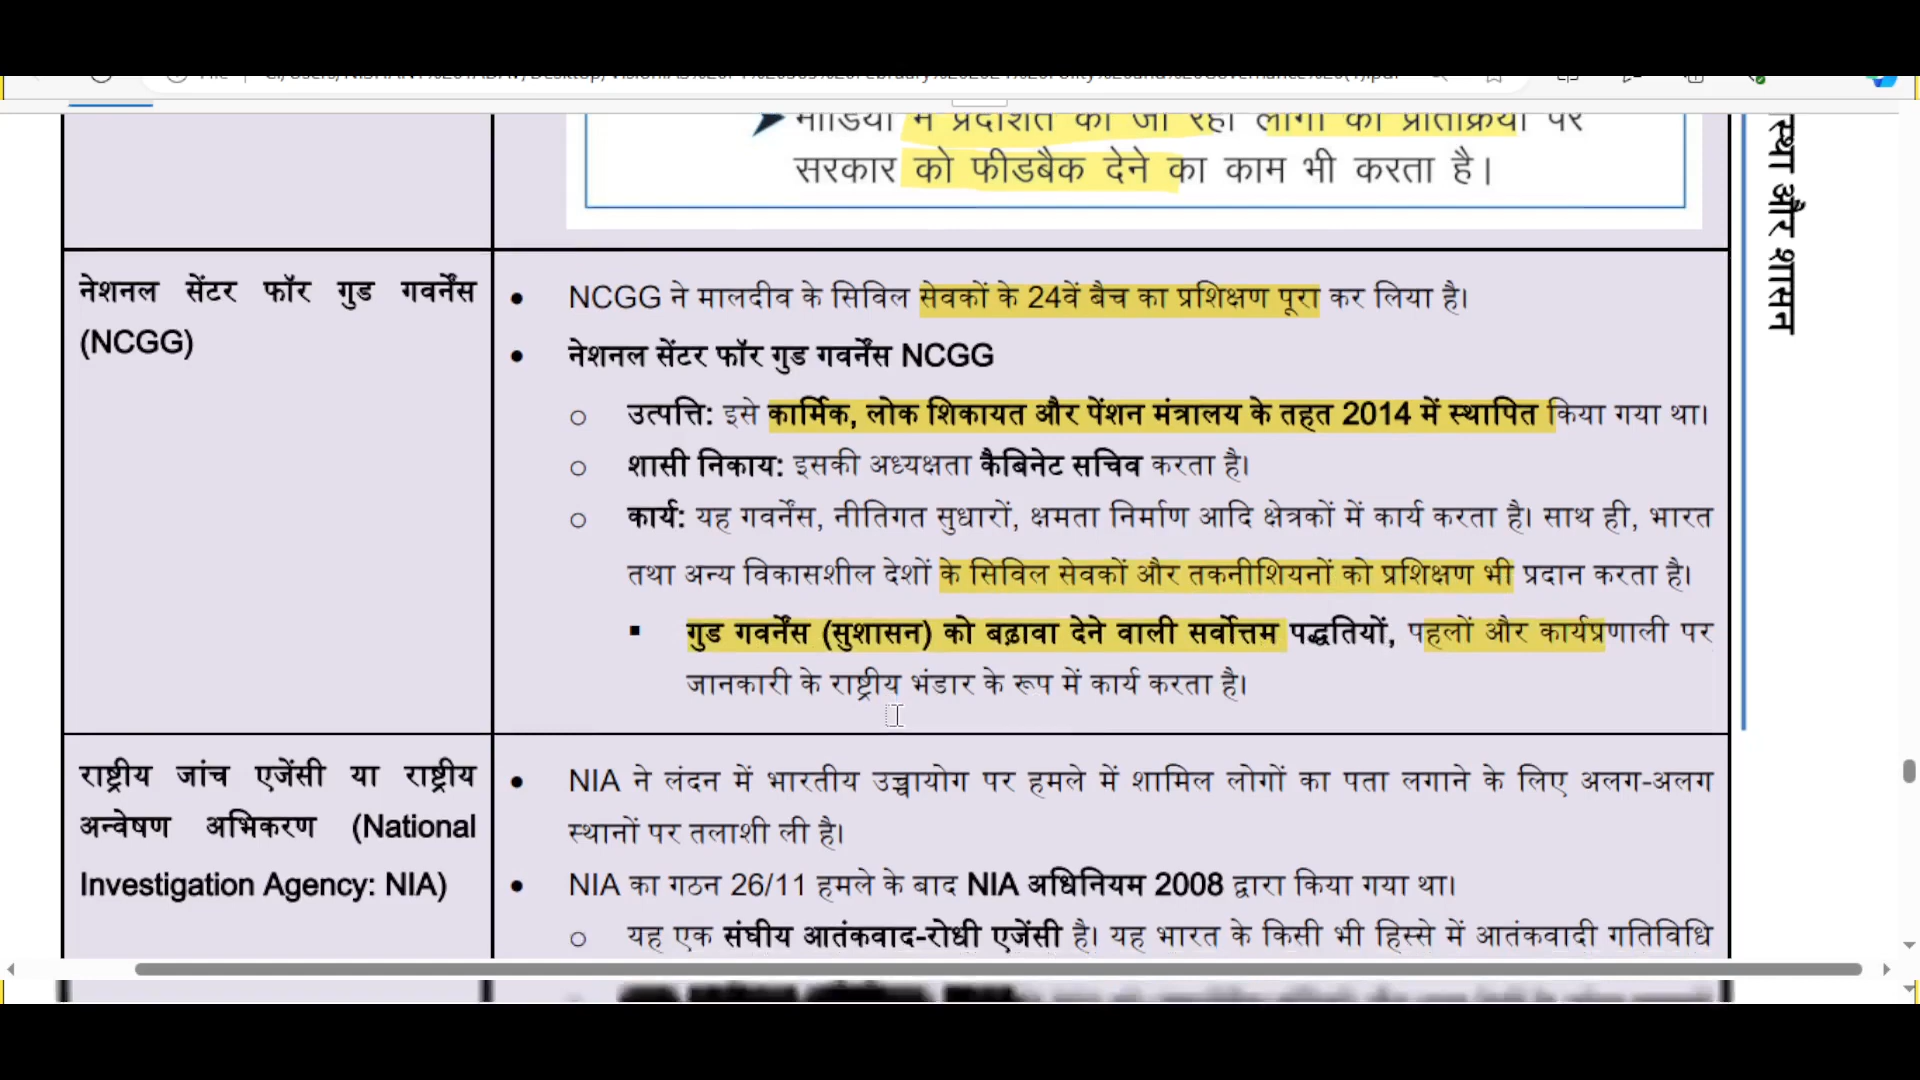 मीडिया में प्रदर्शित की जा रही लोगों की प्रतिक्रिया पर
सरकार को फीडबैक देने का काम भी करता है।
नेशनल सेंटर फॉर गुड गवर्नेंस
(NCGG)
• NCGG ने मालदीव के सिविल सेवकों के 24वें बैच का प्रशिक्षण पूरा कर लिया है।
• नेशनल सेंटर फॉर गुड गवर्नेंस NCGG
○ उत्पत्ति: इसे कार्मिक, लोक शिकायत और पेंशन मंत्रालय के तहत 2014 में स्थापित किया गया था।
○ शासी निकाय: इसकी अध्यक्षता कैबिनेट सचिव करता है।
○ कार्य: यह गवर्नेंस, नीतिगत सुधारों, क्षमता निर्माण आदि क्षेत्रकों में कार्य करता है। साथ ही, भारत
तथा अन्य विकासशील देशों के सिविल सेवकों और तकनीशियनों को प्रशिक्षण भी प्रदान करता है।
▪ गुड गवर्नेंस (सुशासन) को बढ़ावा देने वाली सर्वोत्तम पद्धतियों, पहलों और कार्यप्रणाली पर
जानकारी के राष्ट्रीय भंडार के रूप में कार्य करता है।
राष्ट्रीय जांच एजेंसी या राष्ट्रीय
अन्वेषण अभिकरण (National
Investigation Agency: NIA)
• NIA ने लंदन में भारतीय उच्चायोग पर हमले में शामिल लोगों का पता लगाने के लिए अलग-अलग
स्थानों पर तलाशी ली है।
• NIA का गठन 26/11 हमले के बाद NIA अधिनियम 2008 द्वारा किया गया था।
○ यह एक संघीय आतंकवाद-रोधी एजेंसी है। यह भारत के किसी भी हिस्से में आतंकवादी गतिविधि
और शासन